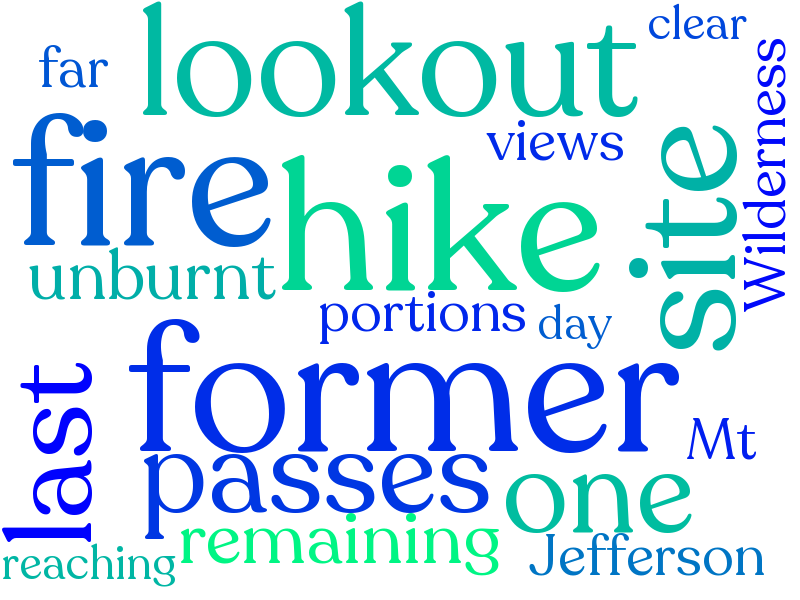 clear
lookout
far
Wilderness
views
fire
site
hike
unburnt
portions
day
former
last
Mt
passes
one
remaining
Jefferson
reaching